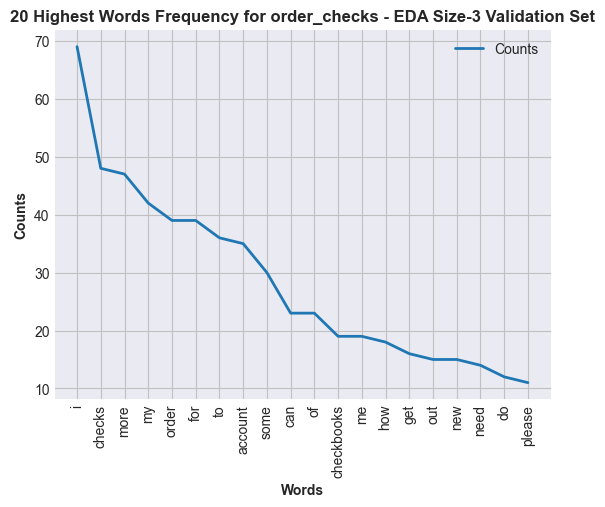 20 Highest Words Frequency for order_checks - EDA Size-3 Validation Set
Counts
70
60
50
40
30
20
10
Counts
i
checks
more
my
order
for
to
account
some
can
of
checkbooks
me
how
get
out
new
need
do
please
Words